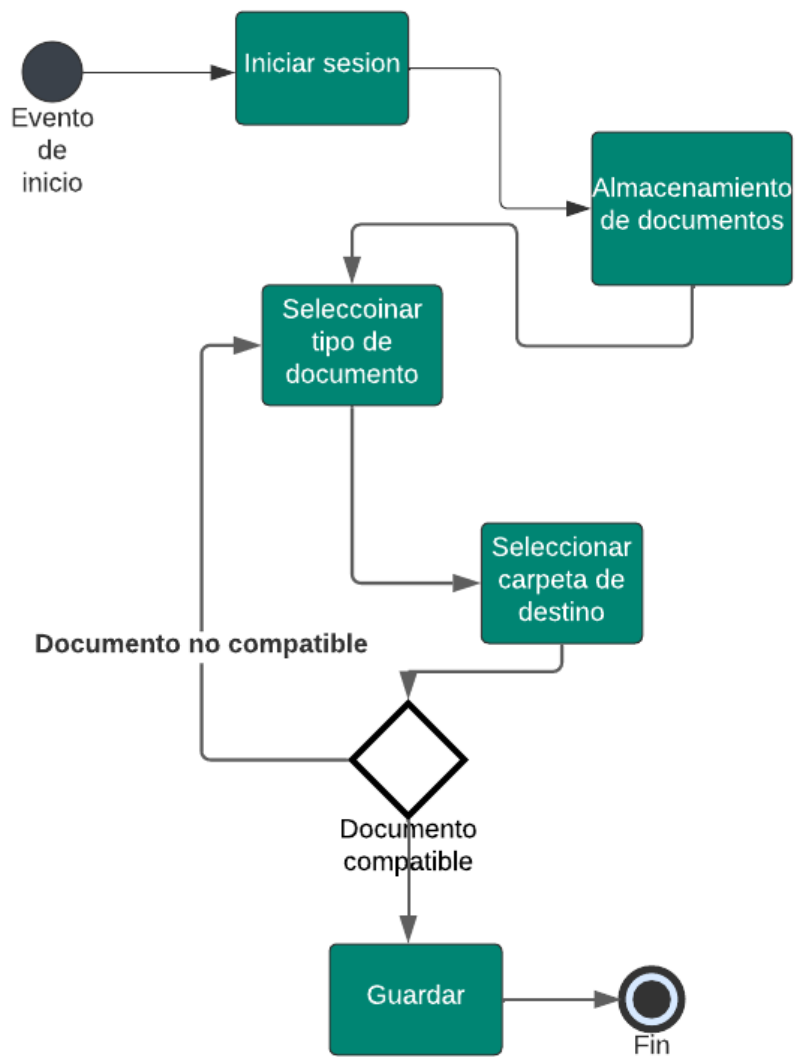 Iniciar sesion
Evento
de
inicio
Almacenamiento
de documentos
Seleccoinar
tipo de
documento
Seleccionar
carpeta de
destino
Documento no compatible
Documento
compatible
Guardar
Fin